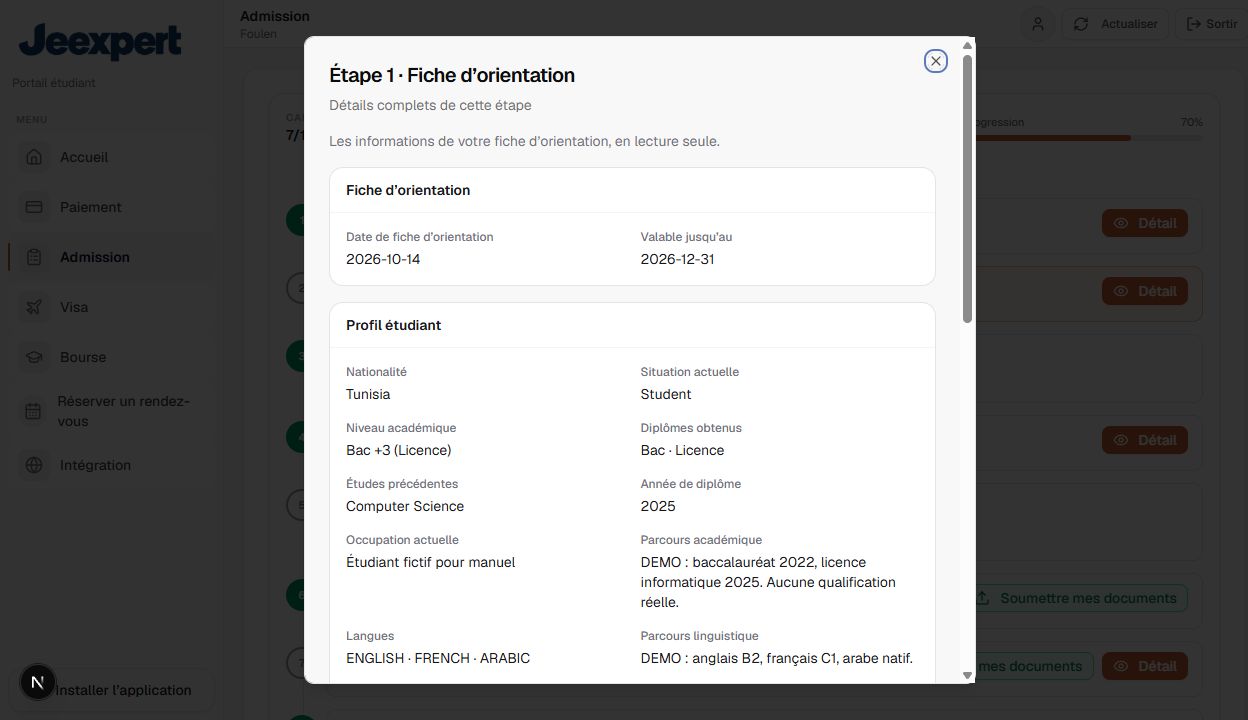 Jeexpert
Portail étudiant
MENU
Accueil
Paiement
Admission
Visa
Bourse
Réserver un rendez-
vous
Intégration
N
Installer l'application
Admission
Foulen
Actualiser
Sortir
7/1
70%
Étape 1 · Fiche d'orientation
Détails complets de cette étape
Les informations de votre fiche d'orientation, en lecture seule.
Fiche d'orientation
Date de fiche d'orientation
Valable jusqu'au
2026-10-14
2026-12-31
Profil étudiant
Nationalité
Situation actuelle
Tunisia
Student
Niveau académique
Diplômes obtenus
Bac +3 (Licence)
Bac · Licence
Études précédentes
Année de diplôme
Computer Science
2025
Occupation actuelle
Parcours académique
Étudiant fictif pour manuel
DEMO : baccalauréat 2022, licence
informatique 2025. Aucune qualification
réelle.
Langues
Parcours linguistique
ENGLISH · FRENCH · ARABIC
DEMO : anglais B2, français C1, arabe natif.
Détail
Détail
Détail
Soumettre mes documents
mes documents
Détail